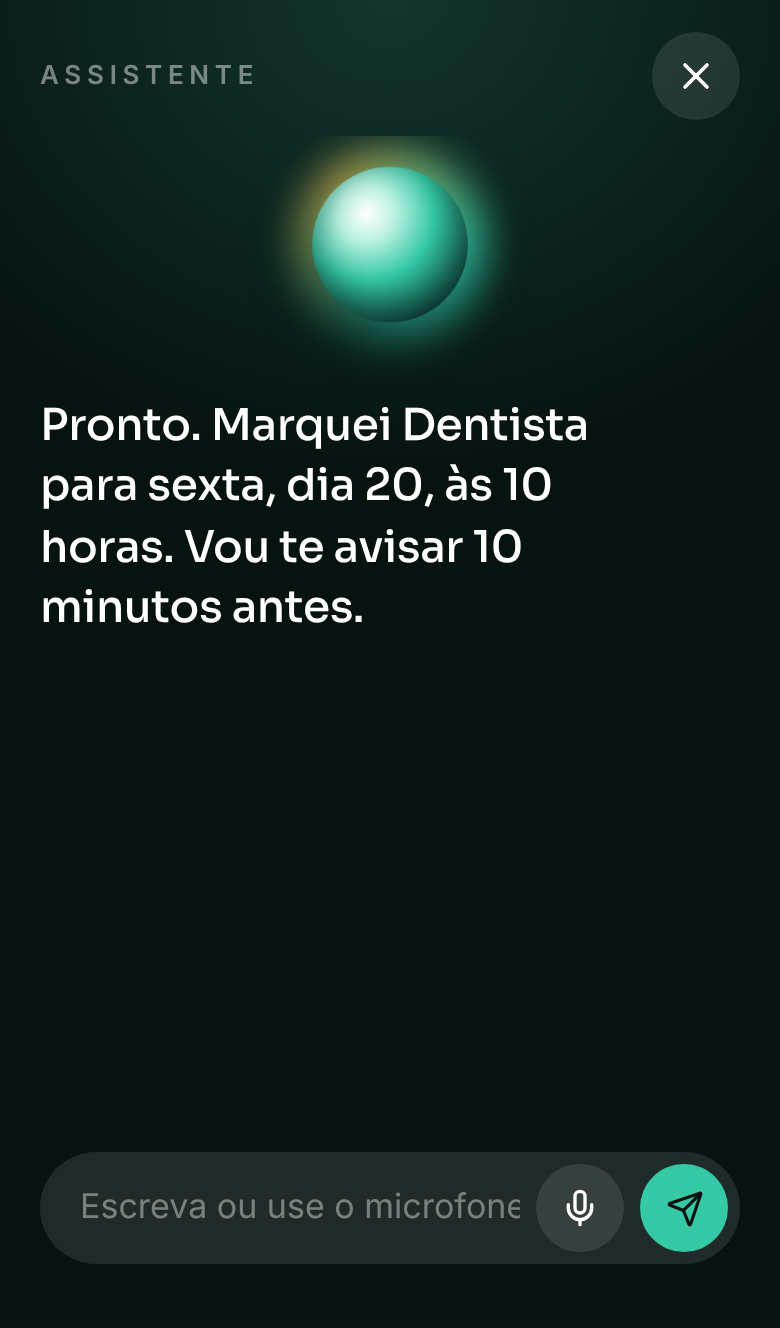 ASSISTENTE
Pronto. Marquei Dentista
para sexta, dia 20, às 10
horas. Vou te avisar 10
minutos antes.
Escreva ou use o microfone